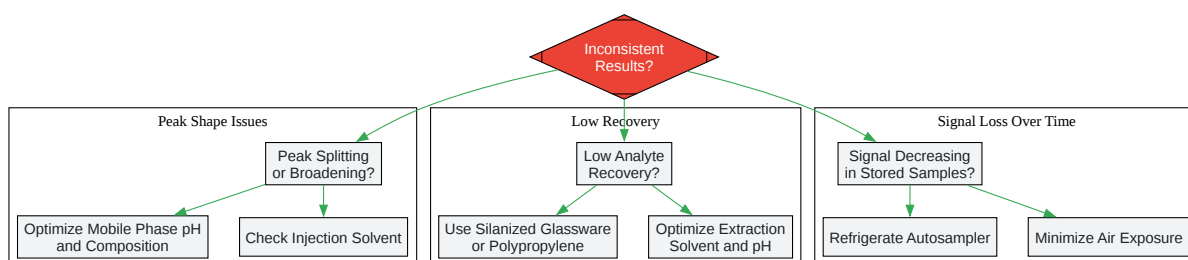 Inconsistent
Results?
Peak Shape Issues
Low Recovery
Signal Loss Over Time
Peak Splitting
or Broadening?
Low Analyte
Recovery?
Signal Decreasing
in Stored Samples?
Optimize Mobile Phase pH
and Composition
Check Injection Solvent
Use Silanized Glassware
or Polypropylene
Optimize Extraction
Solvent and pH
Refrigerate Autosampler
Minimize Air Exposure